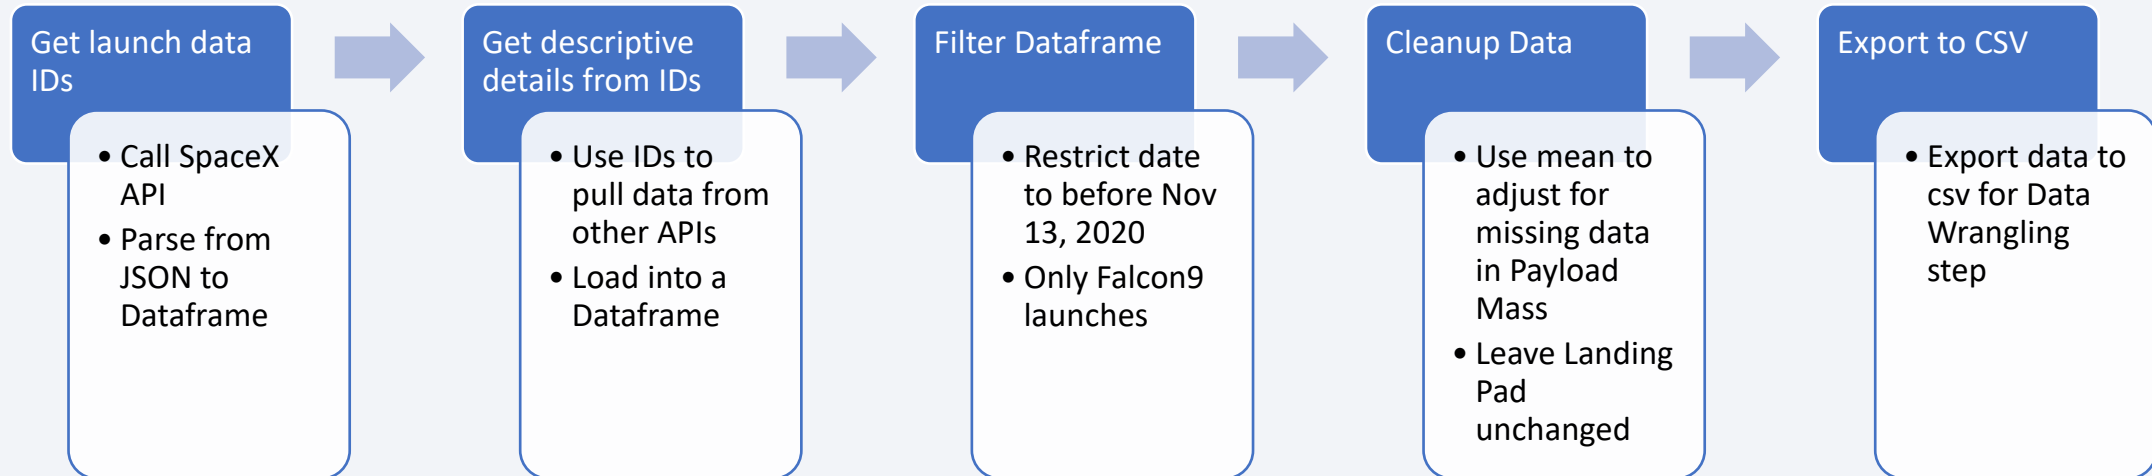 Get launch data
IDs
• Call SpaceX
API
• Parse from
JSON to
Dataframe
Get descriptive
details from IDs
• Use IDs to
pull data from
other APIs
• Load into a
Dataframe
Filter Dataframe
• Restrict date
to before Nov
13, 2020
• Only Falcon9
launches
Cleanup Data
• Use mean to
adjust for
missing data
in Payload
Mass
• Leave Landing
Pad
unchanged
Export to CSV
• Export data to
csv for Data
Wrangling
step